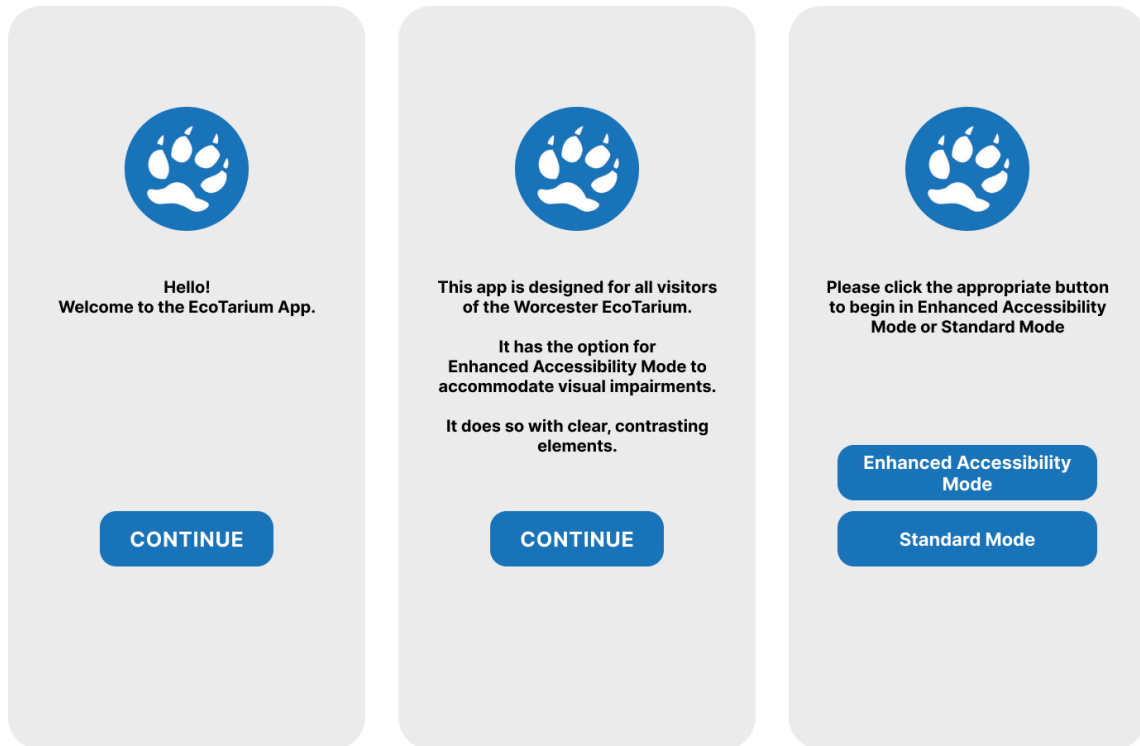 Hello!
Welcome to the EcoTarium App.
CONTINUE
This app is designed for all visitors
of the Worcester EcoTarium.
It has the option for
Enhanced Accessibility Mode to
accommodate visual impairments.
It does so with clear, contrasting
elements.
CONTINUE
Please click the appropriate button
to begin in Enhanced Accessibility
Mode or Standard Mode
Enhanced Accessibility
Mode
Standard Mode